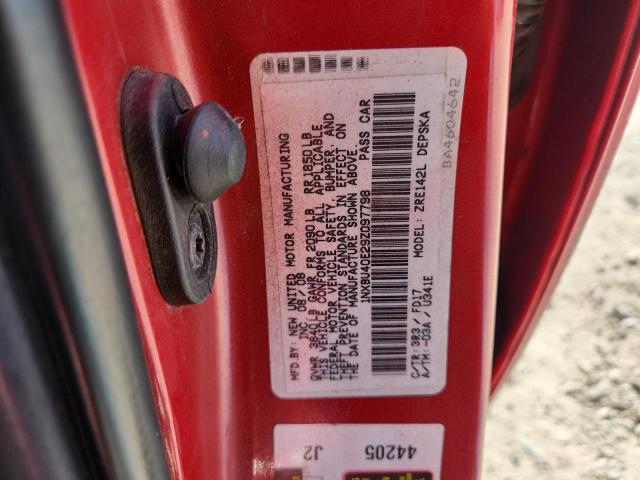 MFD.BY: NEW UNITED MOTOR MANUFACTURING
INC. 08/08
GVWR 3840LB GAWR FR 2090LB RR 1850LB
THIS VEHICLE CONFORMS TO ALL APPLICABLE
FEDERAL MOTOR VEHICLE SAFETY, BUMPER, AND
THEFT PREVENTION STANDARDS IN EFFECT ON
THE DATE OF MANUFACTURE SHOWN ABOVE.
1NXBU40E29Z097798 PASS CAR
MODEL: ZRE142L DEPSKA
C/TR: 3R3 / FD17
A/TM: -03A / U341E
BA4504642
44205
J2